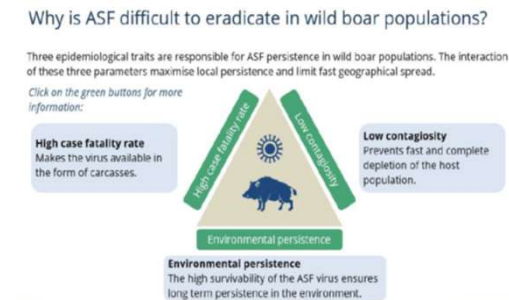 Why is ASF difficult to eradicate in wild boar populations?
Three epidemiological traits are responsible for ASF persistence in wild boar populations. The interaction
of these three parameters maximise local persistence and limit fast geographical spread.
Click on the green buttons for more
information:
High case fatality rate
Makes the virus available in
the form of carcasses.
High case fatality rate
Low contagiosity
Low contagiosity
Prevents fast and complete
depletion of the host
population.
Environmental persistence
Environmental persistence
The high survivability of the ASF virus ensures
long term persistence in the environment.